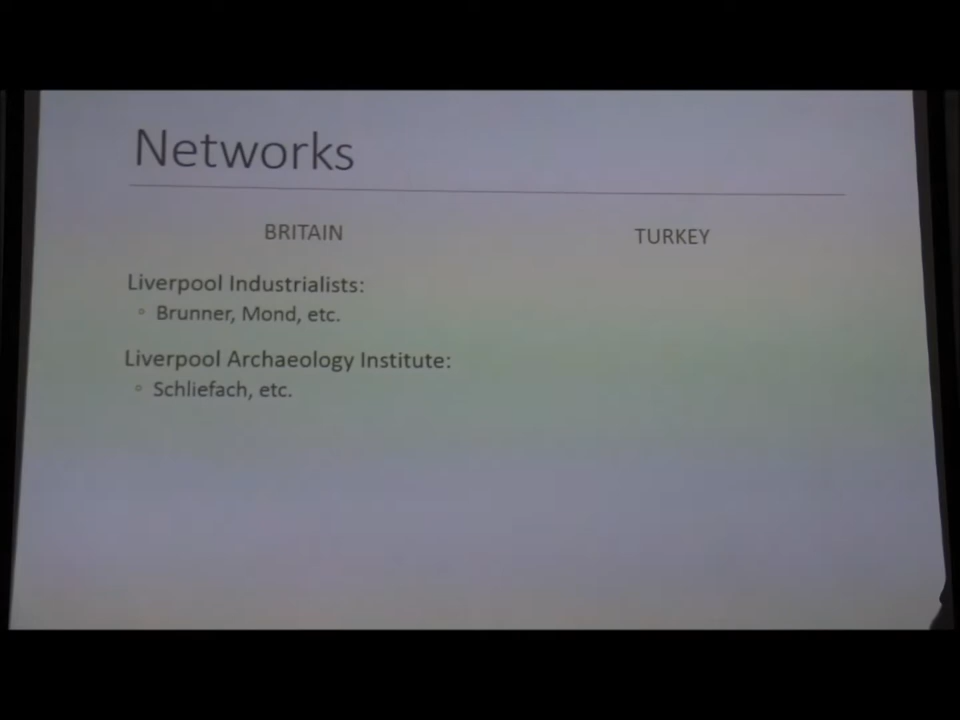 Networks
BRITAIN
TURKEY
Liverpool Industrialists:
◦ Brunner, Mond, etc.
Liverpool Archaeology Institute:
◦ Schliefach, etc.